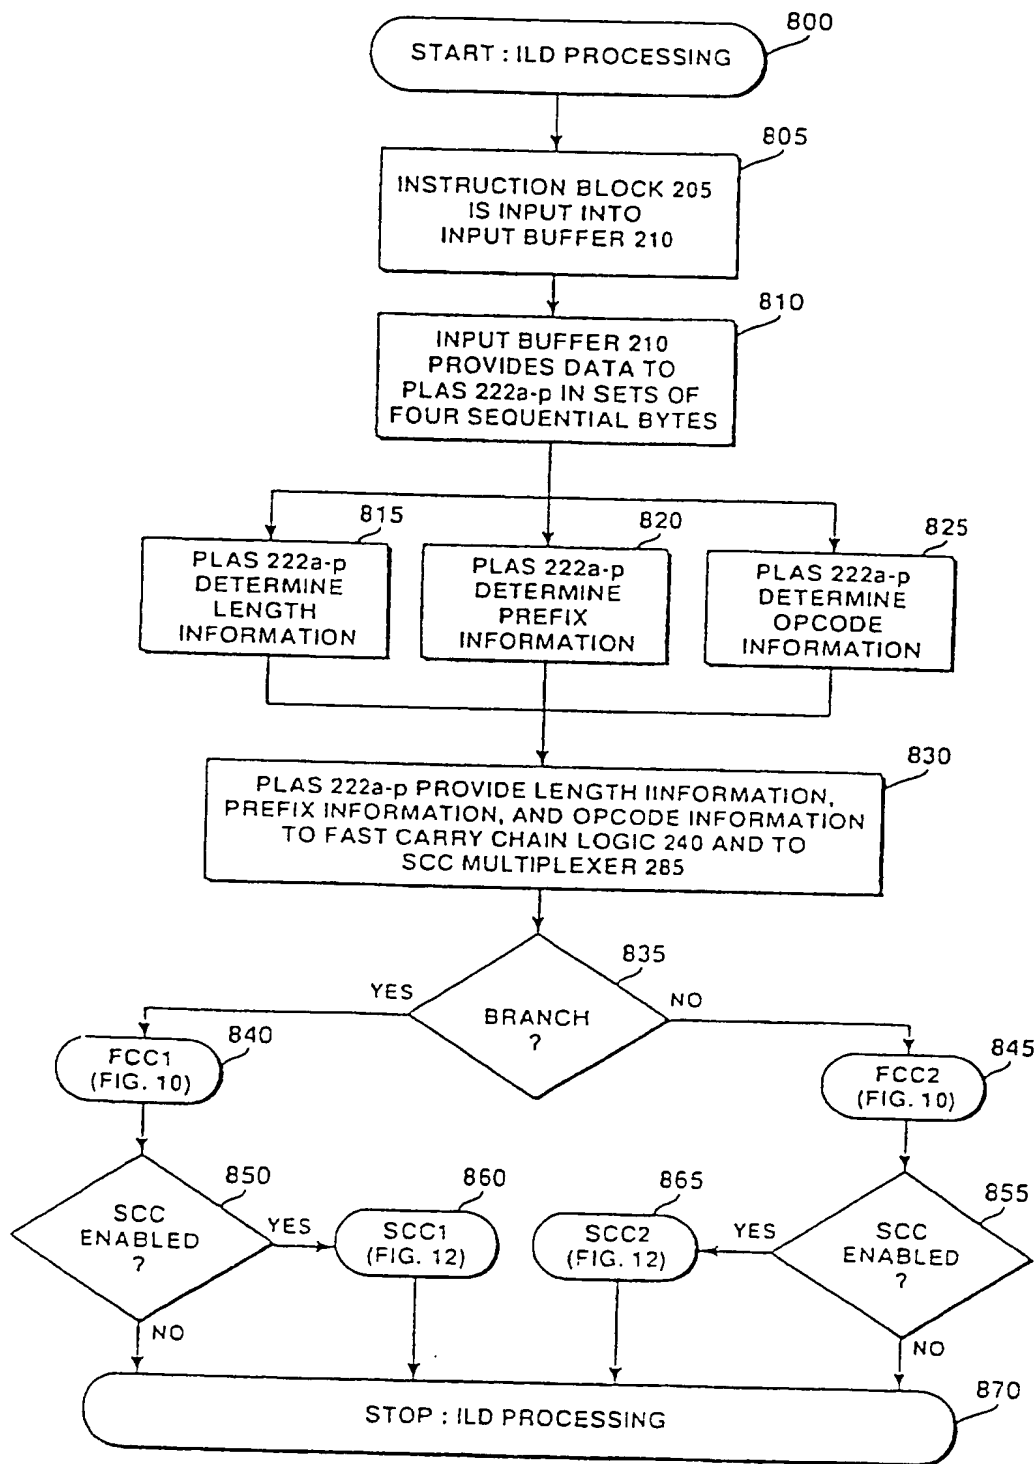 800
START : ILD PROCESSING
805
INSTRUCTION BLOCK 205
IS INPUT INTO
INPUT BUFFER 210
810
INPUT BUFFER 210
PROVIDES DATA TO
PLAS 222a-p IN SETS OF
FOUR SEQUENTIAL BYTES
815
PLAS 222a-p
DETERMINE
LENGTH
INFORMATION
820
PLAS 222a-p
DETERMINE
PREFIX
INFORMATION
825
PLAS 222a-p
DETERMINE
OPCODE
INFORMATION
830
PLAS 222a-p PROVIDE LENGTH IINFORMATION,
PREFIX INFORMATION, AND OPCODE INFORMATION
TO FAST CARRY CHAIN LOGIC 240 AND TO
SCC MULTIPLEXER 285
835
YES
BRANCH
?
NO
840
FCC1
(FIG. 10)
845
FCC2
(FIG. 10)
850
SCC
ENABLED
?
YES
NO
860
SCC1
(FIG. 12)
865
SCC2
(FIG. 12)
855
YES
SCC
ENABLED
?
NO
STOP : ILD PROCESSING
870